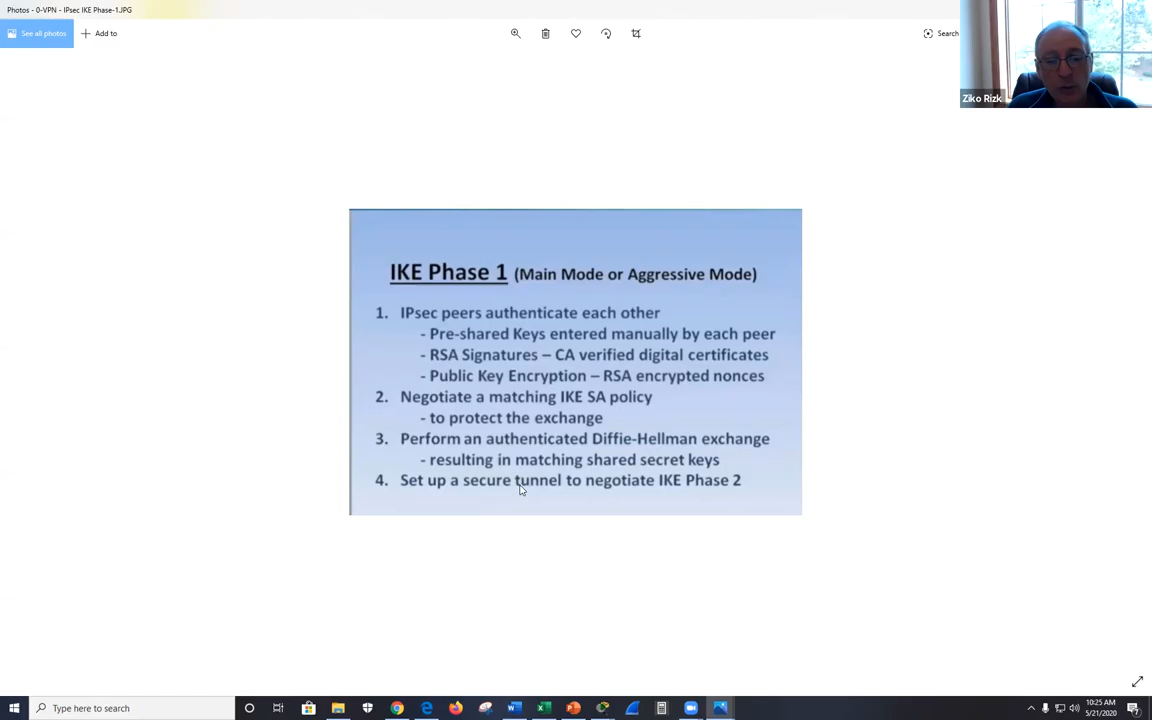 Photos - 0-VPN - IPsec IKE Phase-1.JPG
See all photos
Add to
Search
Ziko Rizk
IKE Phase 1 (Main Mode or Aggressive Mode)
1. IPsec peers authenticate each other
- Pre-shared Keys entered manually by each peer
- RSA Signatures – CA verified digital certificates
- Public Key Encryption – RSA encrypted nonces
2. Negotiate a matching IKE SA policy
- to protect the exchange
3. Perform an authenticated Diffie-Hellman exchange
- resulting in matching shared secret keys
4. Set up a secure tunnel to negotiate IKE Phase 2
Type here to search
10:25 AM
5/21/2020